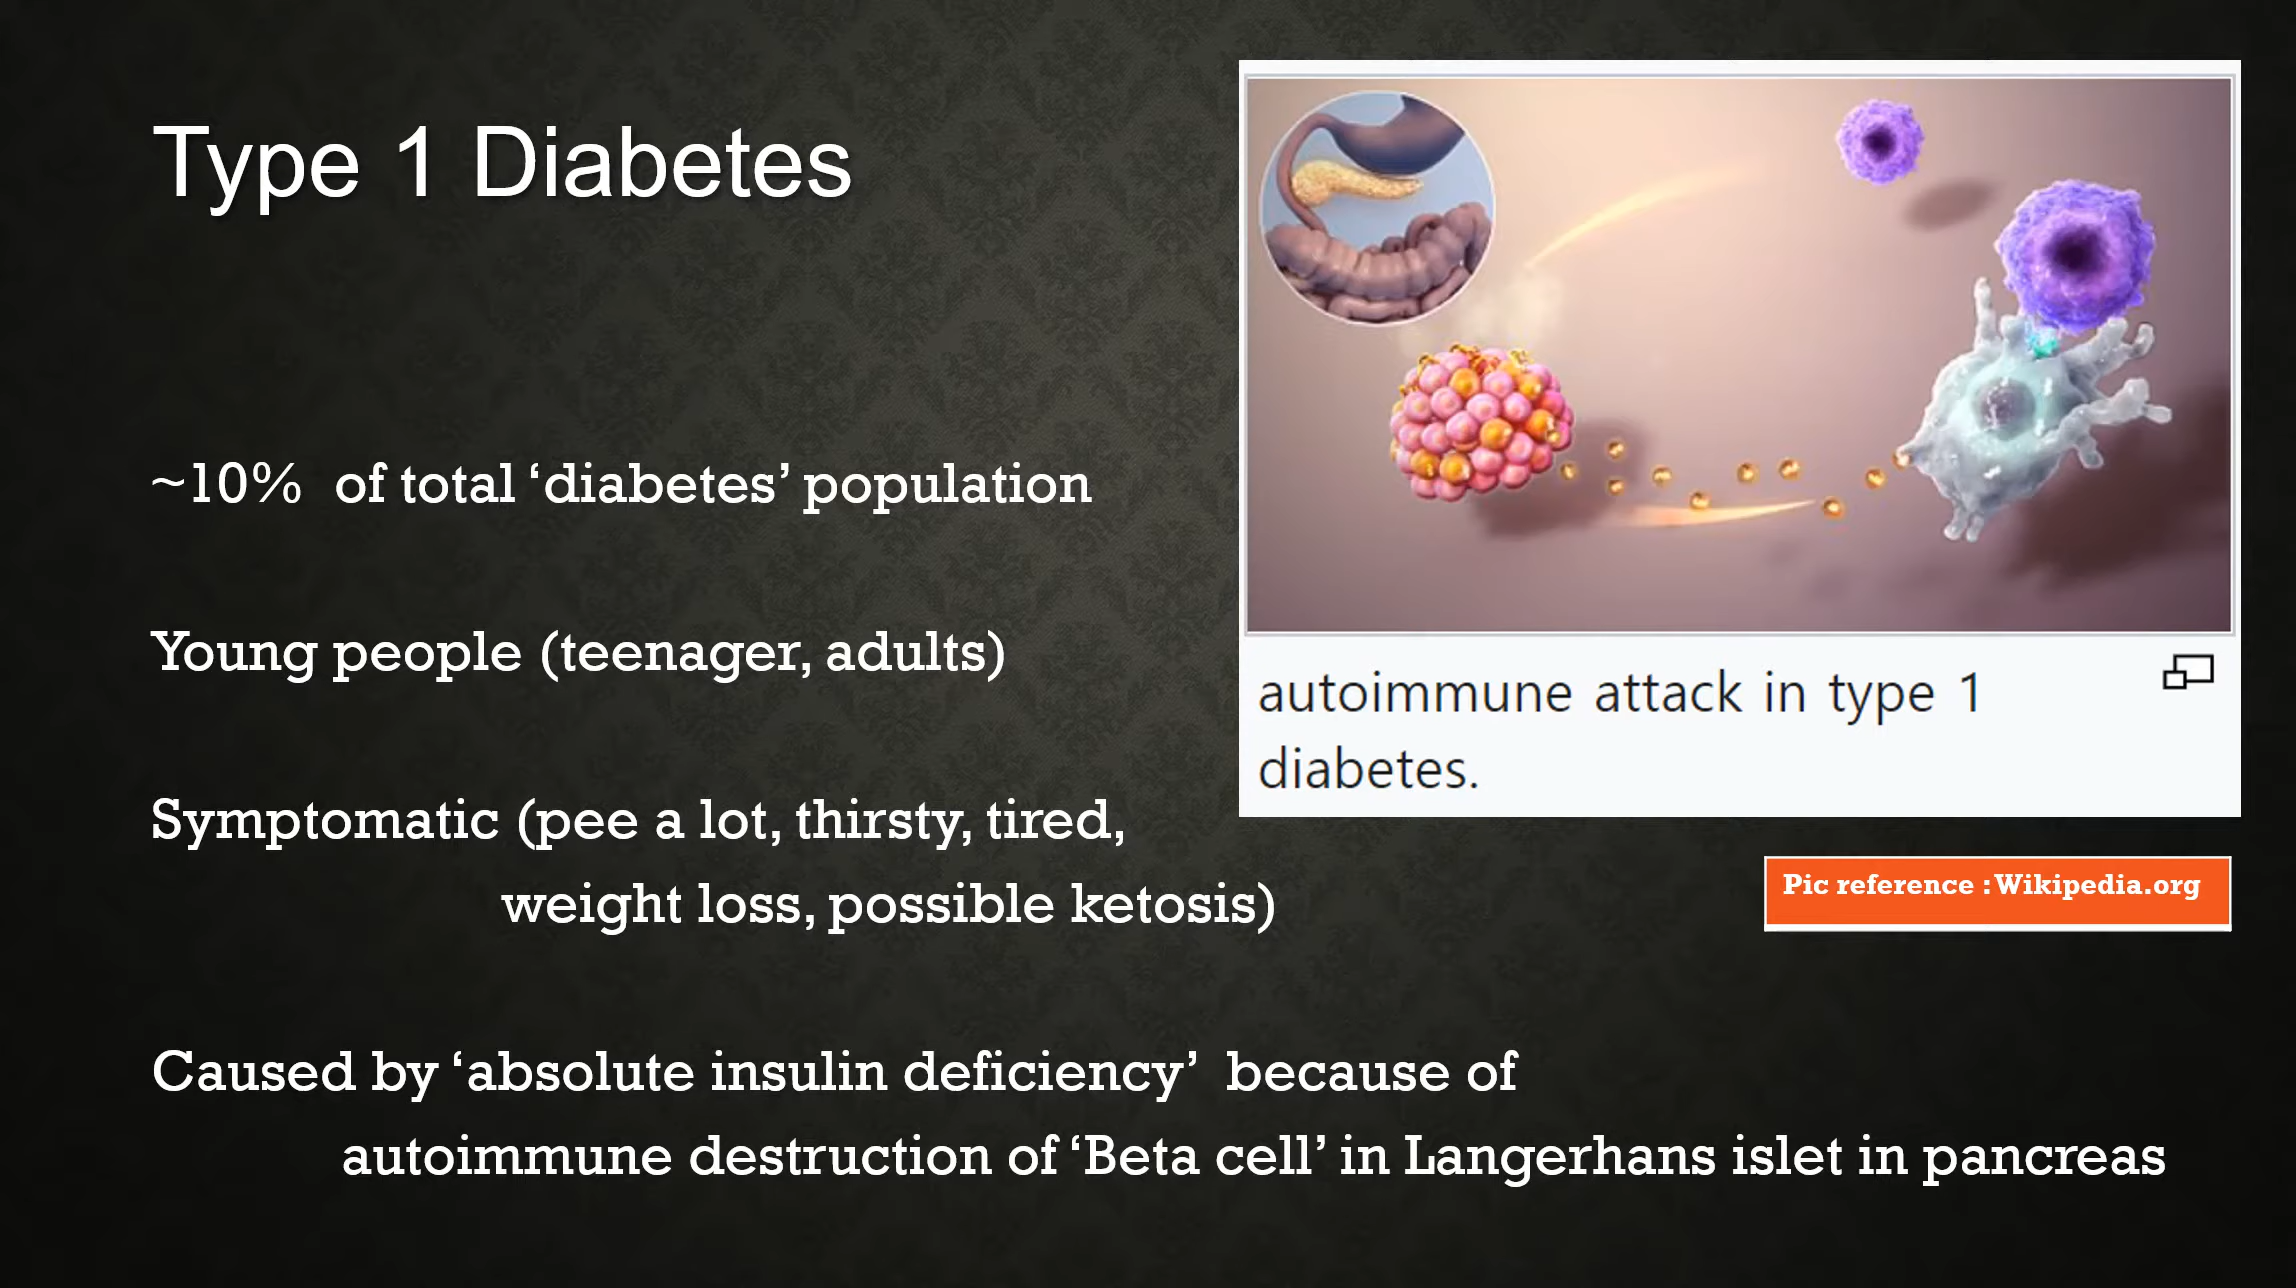 Type 1 Diabetes
~10%  of total ‘diabetes’ population
Young people (teenager, adults)
Symptomatic (pee a lot, thirsty, tired,
weight loss, possible ketosis)
Caused by ‘absolute insulin deficiency’  because of
autoimmune destruction of ‘Beta cell’ in Langerhans islet in pancreas
autoimmune attack in type 1
diabetes.
Pic reference : Wikipedia.org